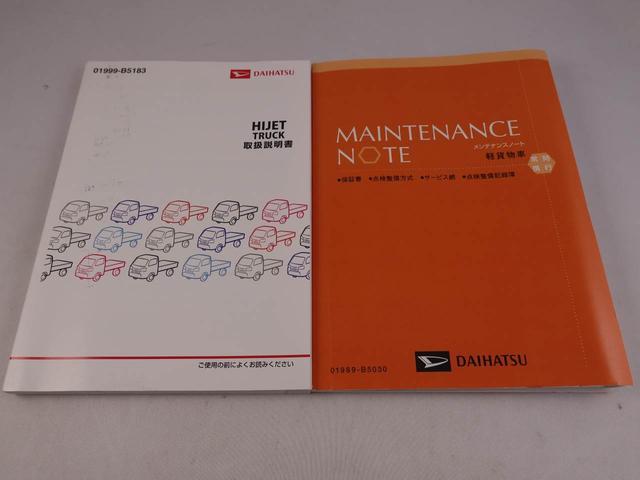 01999-B5183
DAIHATSU
HIJET
TRUCK
取扱説明書
ご使用の前によくお読みください
MAINTENANCE
NOTE
メンテナンスノート
軽貨物車
●保証書 ●点検整備方式 ●サービス網 ●点検整備記録簿
携行
01989-B5030
DAIHATSU